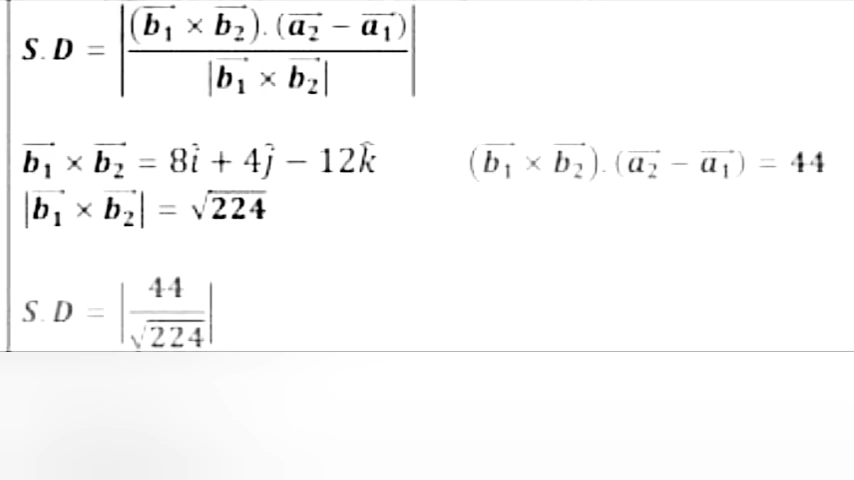 S.D = |(b₁⃗ × b₂⃗).(a₂⃗ − a₁⃗) / |b₁⃗ × b₂⃗||
b₁⃗ × b₂⃗ = 8î + 4ĵ − 12k̂ (b₁⃗ × b₂⃗).(a₂⃗ − a₁⃗) = 44
|b₁⃗ × b₂⃗| = √224
S.D = |44 / √224|